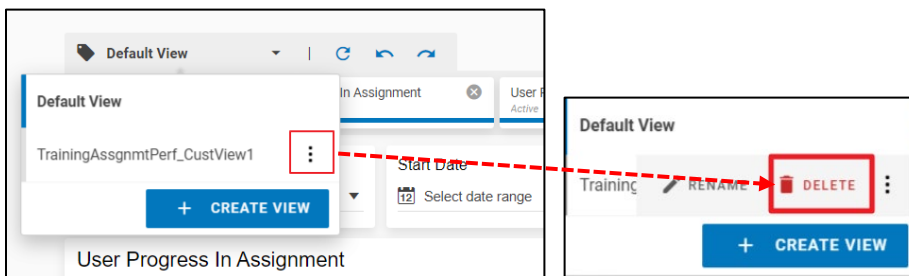 Default View
Default View
In Assignment
User
Active
TrainingAssgnmtPerf_CustView1
Start Date
12 Select date range
+ CREATE VIEW
User Progress In Assignment
Default View
Training RENAME DELETE
+ CREATE VIEW